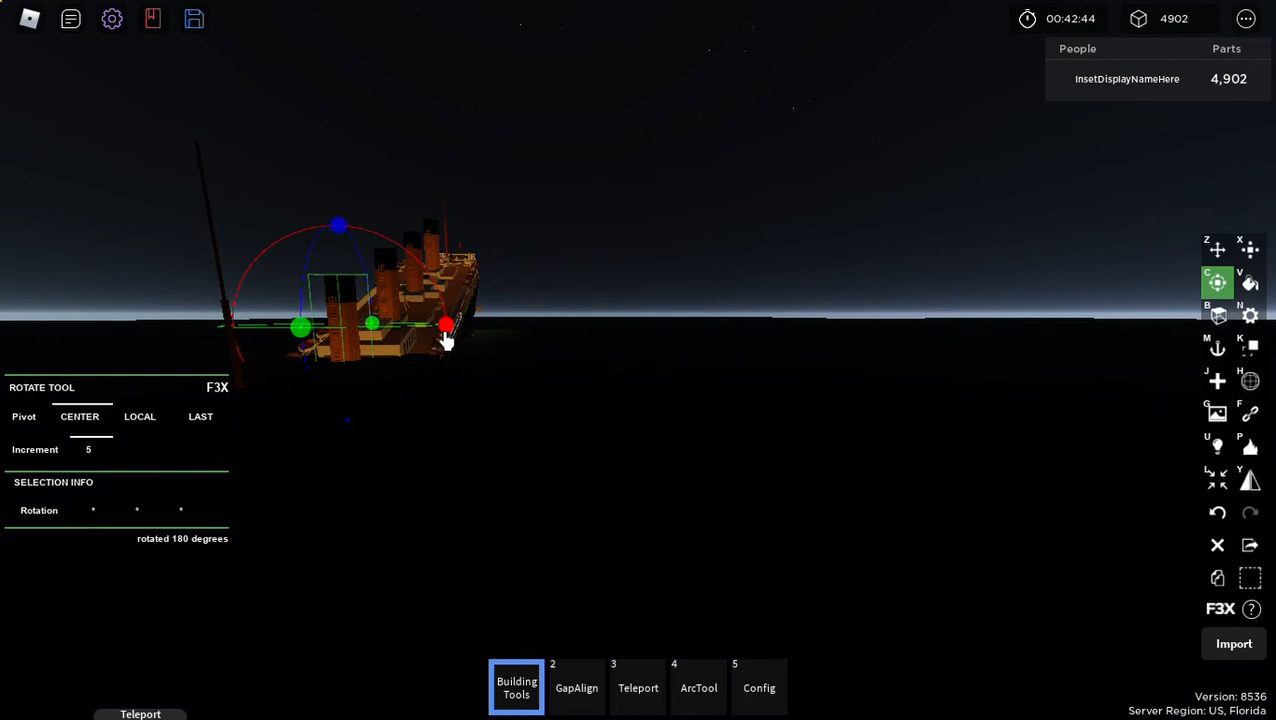 00:42:44
4902
People Parts
InsetDisplayNameHere 4,902
Z X
C V
B N
M K
J H
G F
U P
L Y
F3X ?
Import
ROTATE TOOL F3X
Pivot CENTER LOCAL LAST
Increment 5
SELECTION INFO
Rotation * * *
rotated 180 degrees
Building Tools
2 GapAlign
3 Teleport
4 ArcTool
5 Config
Teleport
Version: 8536
Server Region: US, Florida